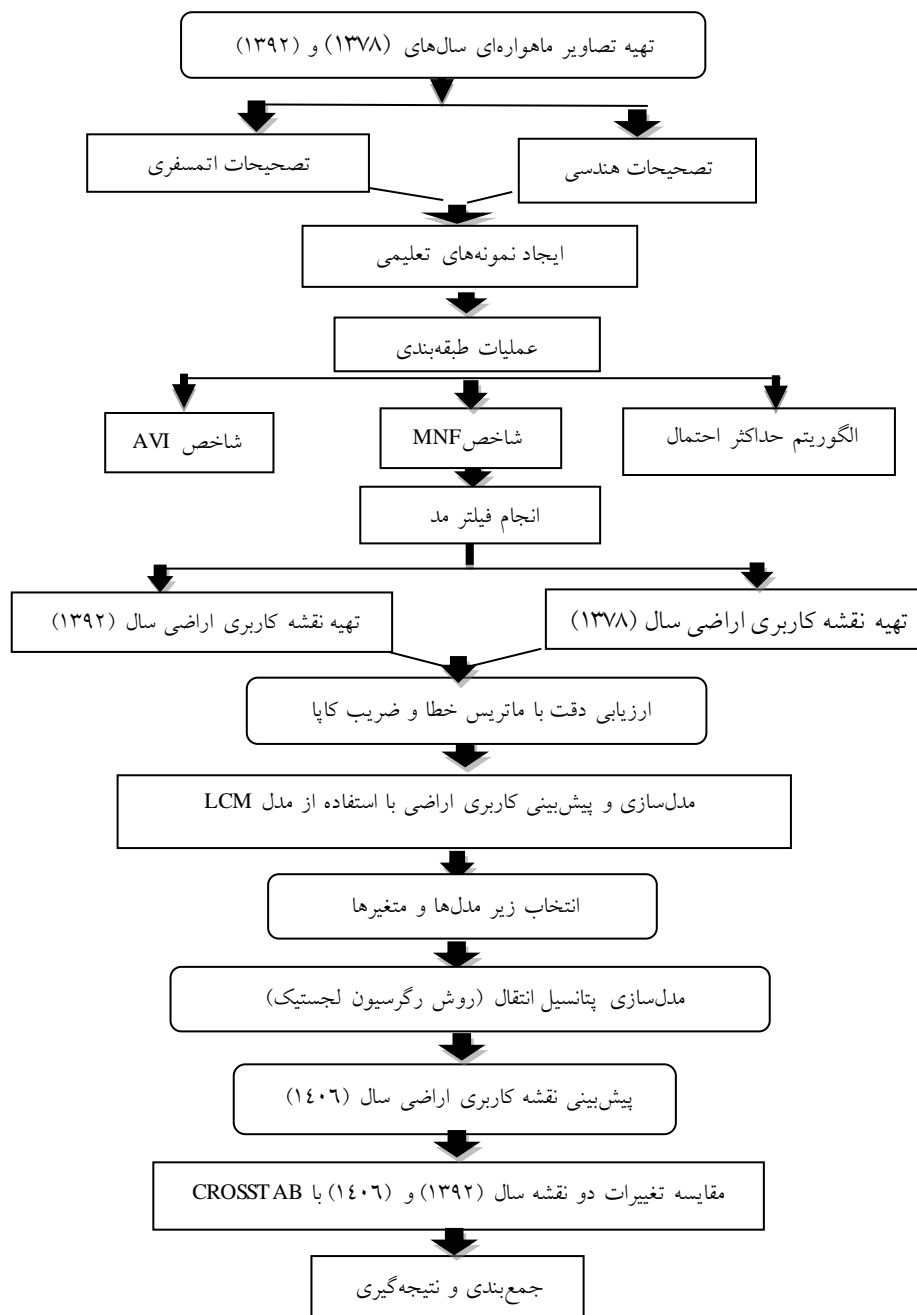 تهیه تصاویر ماهواره‌ای سال‌های (۱۳۷۸) و (۱۳۹۲)
تصحیحات هندسی
تصحیحات اتمسفری
ایجاد نمونه‌های تعلیمی
عملیات طبقه‌بندی
الگوریتم حداکثر احتمال
شاخصMNF
شاخص AVI
انجام فیلتر مد
تهیه نقشه کاربری اراضی سال (۱۳۷۸)
تهیه نقشه کاربری اراضی سال (۱۳۹۲)
ارزیابی دقت با ماتریس خطا و ضریب کاپا
مدل‌سازی و پیش‌بینی کاربری اراضی با استفاده از مدل LCM
انتخاب زیر مدل‌ها و متغیرها
مدل‌سازی پتانسیل انتقال (روش رگرسیون لجستیک)
پیش‌بینی نقشه کاربری اراضی سال (۱٤۰٦)
مقایسه تغییرات دو نقشه سال (۱۳۹۲) و (۱٤۰٦) با CROSSTAB
جمع‌بندی و نتیجه‌گیری